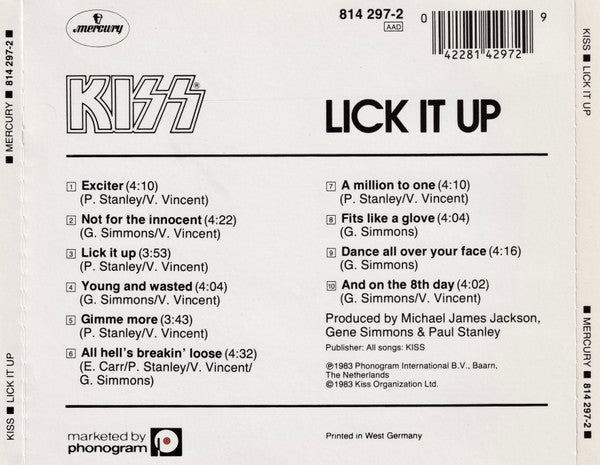 mercury
814 297-2
AAD
0 42281 42972 9
KISS
LICK IT UP
1 Exciter (4:10)
(P. Stanley/V. Vincent)
2 Not for the innocent (4:22)
(G. Simmons/V. Vincent)
3 Lick it up (3:53)
(P. Stanley/V. Vincent)
4 Young and wasted (4:04)
(G. Simmons/V. Vincent)
5 Gimme more (3:43)
(P. Stanley/V. Vincent)
6 All hell's breakin' loose (4:32)
(E. Carr/P. Stanley/V. Vincent/
G. Simmons)
7 A million to one (4:10)
(P. Stanley/V. Vincent)
8 Fits like a glove (4:04)
(G. Simmons)
9 Dance all over your face (4:16)
(G. Simmons)
10 And on the 8th day (4:02)
(G. Simmons/V. Vincent)
Produced by Michael James Jackson,
Gene Simmons & Paul Stanley
Publisher: All songs: KISS
℗1983 Phonogram International B.V., Baarn,
The Netherlands
©1983 Kiss Organization Ltd.
marketed by
phonogram
Printed in West Germany
KISS ■ LICK IT UP ■ MERCURY ■ 814 297-2 ■
KISS ■ LICK IT UP ■ MERCURY ■ 814 297-2 ■